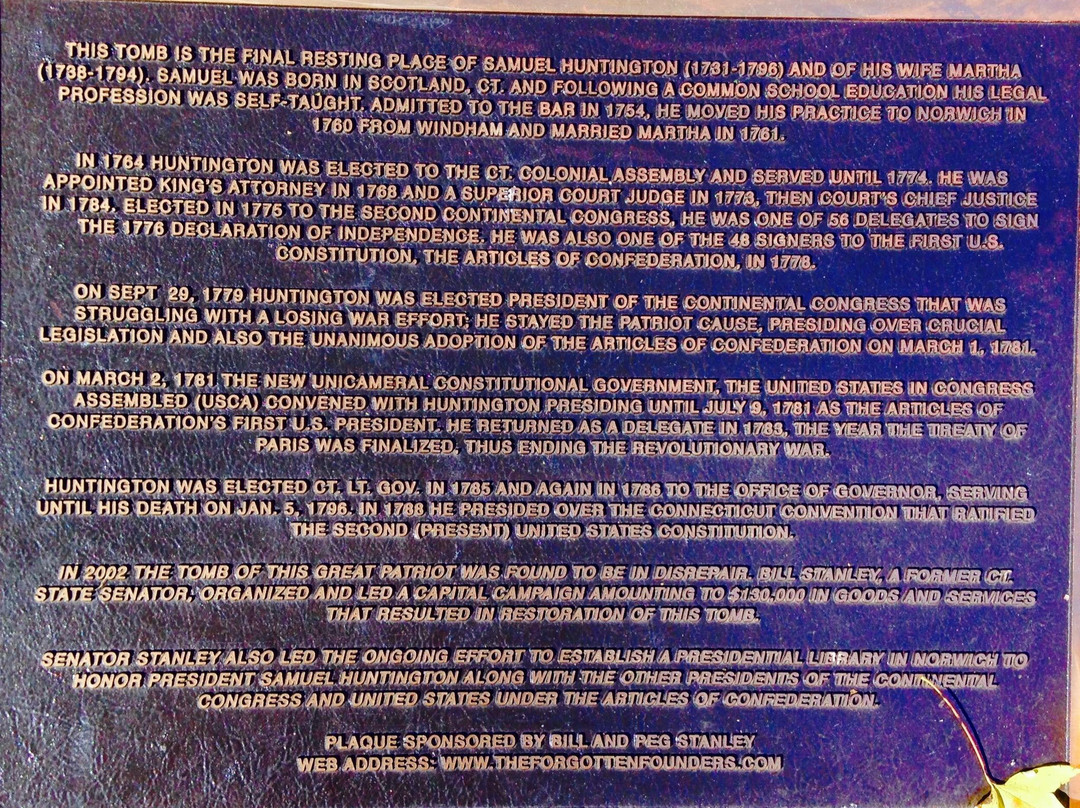 THIS TOMB IS THE FINAL RESTING PLACE OF SAMUEL HUNTINGTON (1731-1796) AND OF HIS WIFE MARTHA
(1738-1794). SAMUEL WAS BORN IN SCOTLAND, CT. AND FOLLOWING A COMMON SCHOOL EDUCATION HIS LEGAL
PROFESSION WAS SELF-TAUGHT. ADMITTED TO THE BAR IN 1754, HE MOVED HIS PRACTICE TO NORWICH IN
1760 FROM WINDHAM AND MARRIED MARTHA IN 1761.
IN 1764 HUNTINGTON WAS ELECTED TO THE CT. COLONIAL ASSEMBLY AND SERVED UNTIL 1774. HE WAS
APPOINTED KING'S ATTORNEY IN 1768 AND A SUPERIOR COURT JUDGE IN 1773, THEN COURT'S CHIEF JUSTICE
IN 1784. ELECTED IN 1775 TO THE SECOND CONTINENTAL CONGRESS, HE WAS ONE OF 56 DELEGATES TO SIGN
THE 1776 DECLARATION OF INDEPENDENCE. HE WAS ALSO ONE OF THE 48 SIGNERS TO THE FIRST U.S.
CONSTITUTION, THE ARTICLES OF CONFEDERATION, IN 1778.
ON SEPT 29, 1779 HUNTINGTON WAS ELECTED PRESIDENT OF THE CONTINENTAL CONGRESS THAT WAS
STRUGGLING WITH A LOSING WAR EFFORT; HE STAYED THE PATRIOT CAUSE, PRESIDING OVER CRUCIAL
LEGISLATION AND ALSO THE UNANIMOUS ADOPTION OF THE ARTICLES OF CONFEDERATION ON MARCH 1, 1781.
ON MARCH 2, 1781 THE NEW UNICAMERAL CONSTITUTIONAL GOVERNMENT, THE UNITED STATES IN CONGRESS
ASSEMBLED (USCA) CONVENED WITH HUNTINGTON PRESIDING UNTIL JULY 9, 1781 AS THE ARTICLES OF
CONFEDERATION'S FIRST U.S. PRESIDENT. HE RETURNED AS A DELEGATE IN 1783, THE YEAR THE TREATY OF
PARIS WAS FINALIZED, THUS ENDING THE REVOLUTIONARY WAR.
HUNTINGTON WAS ELECTED CT. LT. GOV. IN 1785 AND AGAIN IN 1786 TO THE OFFICE OF GOVERNOR, SERVING
UNTIL HIS DEATH ON JAN. 5, 1796. IN 1788 HE PRESIDED OVER THE CONNECTICUT CONVENTION THAT RATIFIED
THE SECOND (PRESENT) UNITED STATES CONSTITUTION.
IN 2002 THE TOMB OF THIS GREAT PATRIOT WAS FOUND TO BE IN DISREPAIR. BILL STANLEY, A FORMER CT.
STATE SENATOR, ORGANIZED AND LED A CAPITAL CAMPAIGN AMOUNTING TO $130,000 IN GOODS AND SERVICES
THAT RESULTED IN RESTORATION OF THIS TOMB.
SENATOR STANLEY ALSO LED THE ONGOING EFFORT TO ESTABLISH A PRESIDENTIAL LIBRARY IN NORWICH TO
HONOR PRESIDENT SAMUEL HUNTINGTON ALONG WITH THE OTHER PRESIDENTS OF THE CONTINENTAL
CONGRESS AND UNITED STATES UNDER THE ARTICLES OF CONFEDERATION.
PLAQUE SPONSORED BY BILL AND PEG STANLEY
WEB ADDRESS: WWW.THEFORGOTTENFOUNDERS.COM